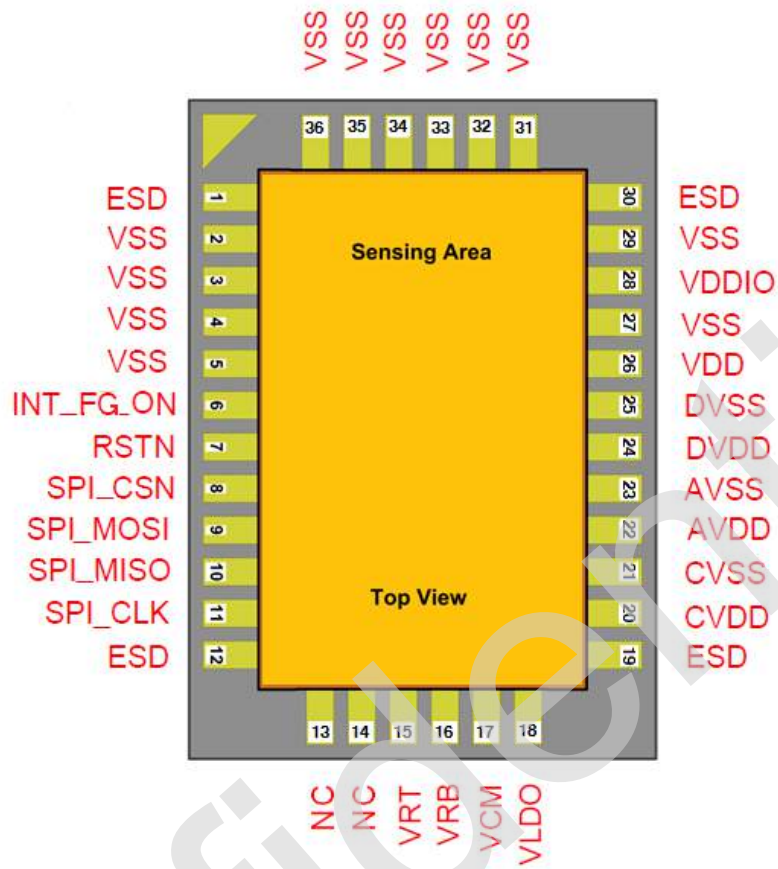 VSS VSS VSS VSS VSS VSS
36 35 34 33 32 31
ESD 1 30 ESD
VSS 2 29 VSS
Sensing Area
VSS 3 28 VDDIO
VSS 4 27 VSS
VSS 5 26 VDD
INT_FG_ON 6 25 DVSS
RSTN 7 24 DVDD
SPI_CSN 8 23 AVSS
SPI_MOSI 9 22 AVDD
SPI_MISO 10 21 CVSS
Top View
SPI_CLK 11 20 CVDD
ESD 12 19 ESD
13 14 15 16 17 18
NC NC VRT VRB VCM VLDO